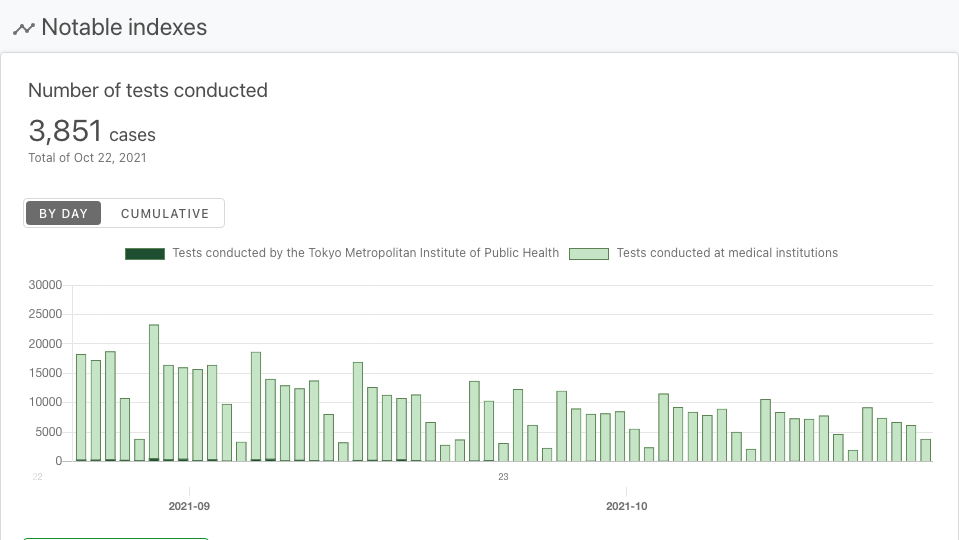 Notable indexes
Number of tests conducted
3,851 cases
Total of Oct 22, 2021
BY DAY CUMULATIVE
Tests conducted by the Tokyo Metropolitan Institute of Public Health Tests conducted at medical institutions
30000
25000
20000
15000
10000
5000
0
22 23
2021-09 2021-10